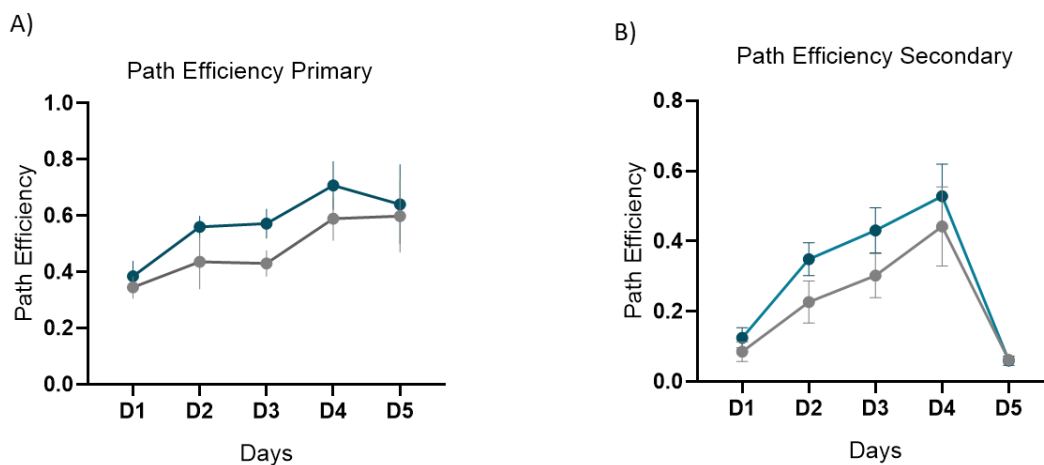 A)
Path Efficiency Primary
Path Efficiency
1.0
0.8
0.6
0.4
0.2
0.0
D1 D2 D3 D4 D5
Days
B)
Path Efficiency Secondary
Path Efficiency
0.8
0.6
0.4
0.2
0.0
D1 D2 D3 D4 D5
Days